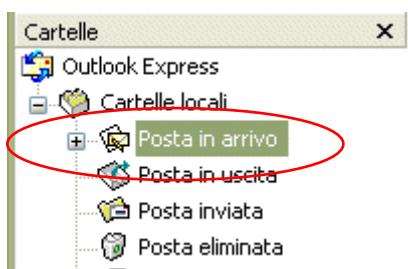 Cartelle
Outlook Express
Cartelle locali
Posta in arrivo
Posta in uscita
Posta inviata
Posta eliminata